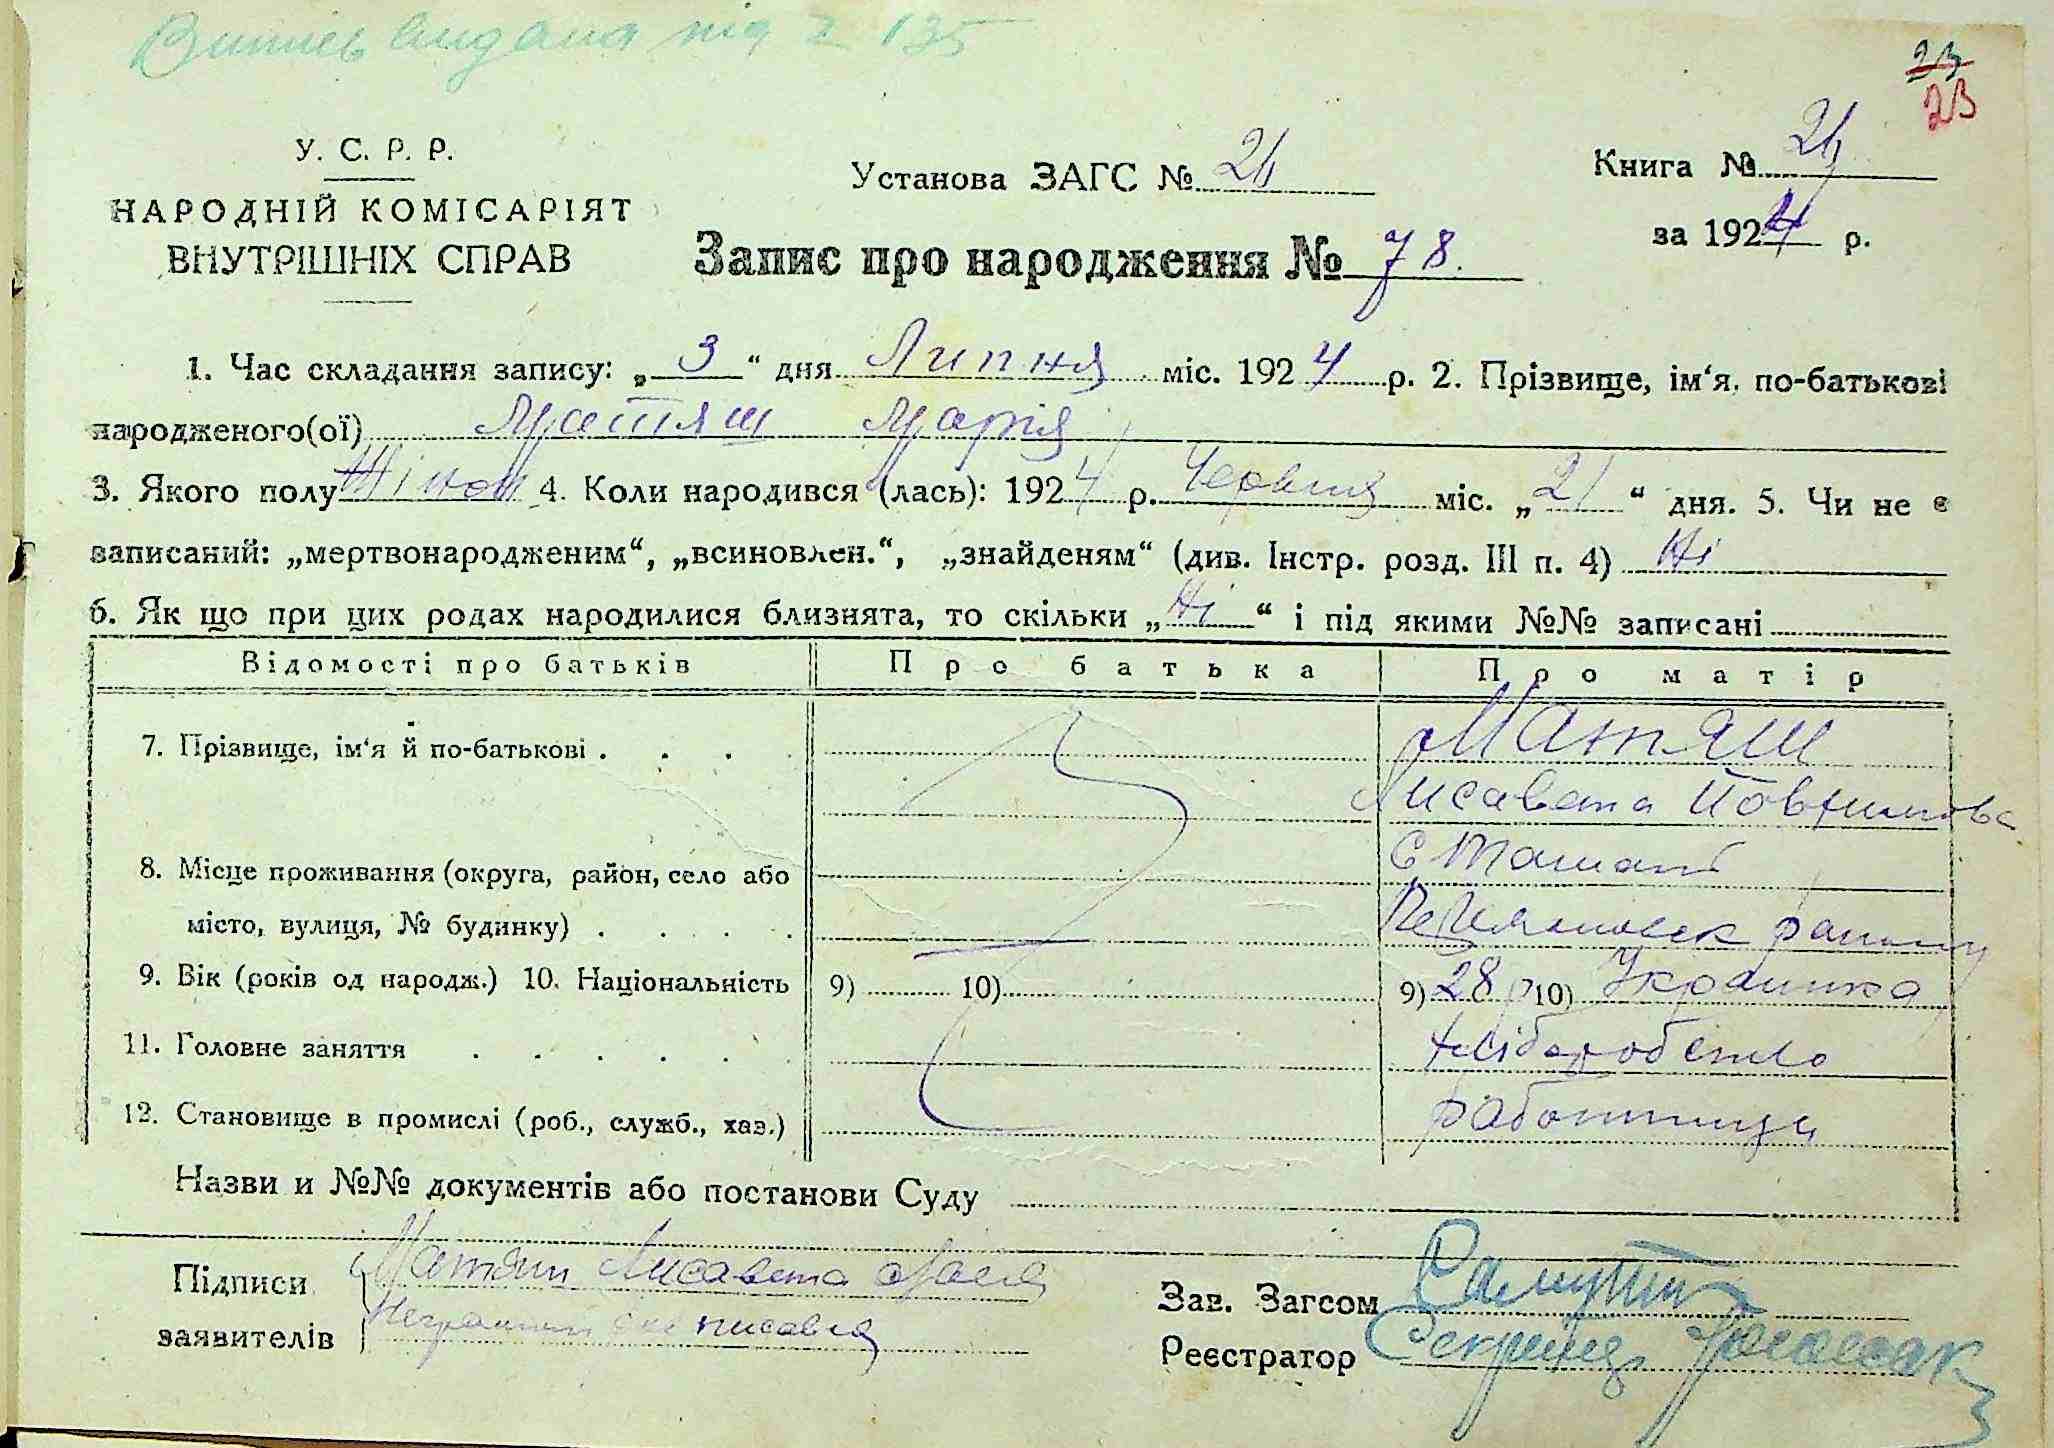 видана під № 135
23
23
У. С. Р. Р.
НАРОДНІЙ КОМІСАРІЯТ
ВНУТРІШНІХ СПРАВ
Установа ЗАГС №
Книга №
за 1924 р.
Запис про народження № 78.
1. Час складання запису: „3“ дня Липня міс. 1924 р. 2. Прізвище, ім‘я, по-батькові
народженого(ої) Матяш Марія
3. Якого полу Жіноч 4. Коли народився (лась): 1924 р. Червня міс. „21“ дня. 5. Чи не є
записаний: „мертвонародженим“, „всиновлен.“, „знайденям“ (див. Інстр. розд. III п. 4) Ні
6. Як що при цих родах народилися близнята, то скільки „Ні“ і під якими №№ записані
Відомості про батьків Про батька Про матір
7. Прізвище, ім‘я й по-батькові . . . Матяш
Лисавета
8. Місце проживання (округа, район, село або
місто, вулиця, № будинку) . . . . району
9. Вік (років од народж.) 10. Національність 9) 10) 9) 28 р 10) Українка
11. Головне заняття . . . . . . хліборобство
12. Становище в промислі (роб., служб., хаз.) работниця
Назви и №№ документів або постанови Суду
Підписи Матяш Лисавета
заявителів
Зав. Загсом
Реєстратор